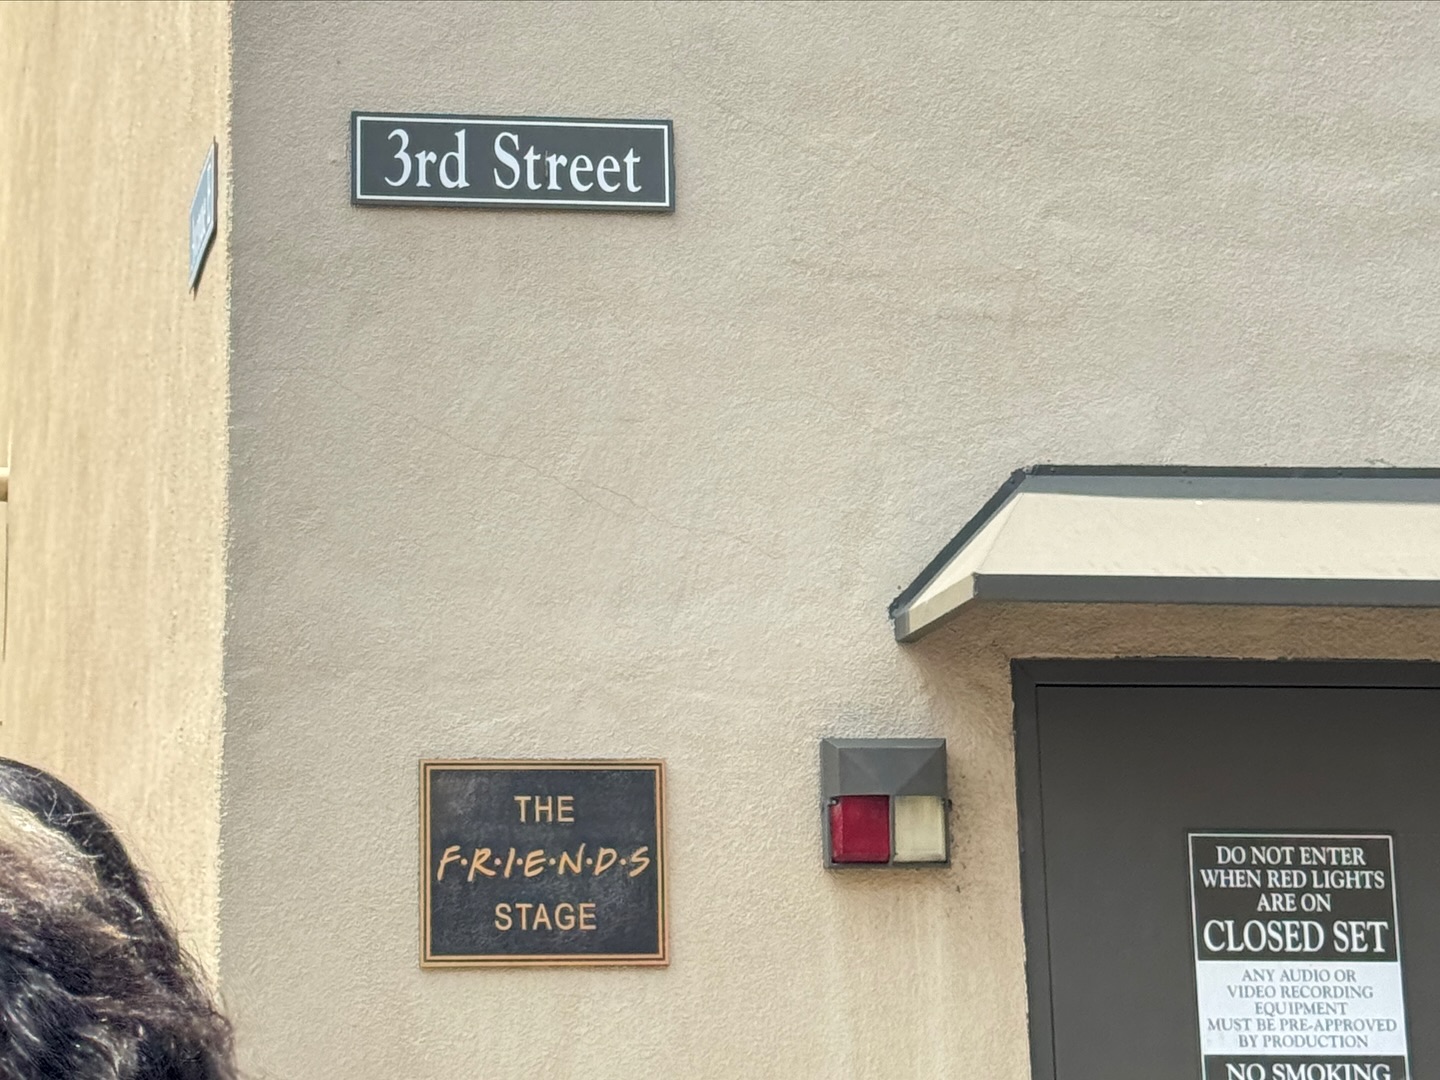 3rd Street
THE
F·R·I·E·N·D·S
STAGE
DO NOT ENTER
WHEN RED LIGHTS
ARE ON
CLOSED SET
ANY AUDIO OR
VIDEO RECORDING
EQUIPMENT
MUST BE PRE-APPROVED
BY PRODUCTION
NO SMOKING